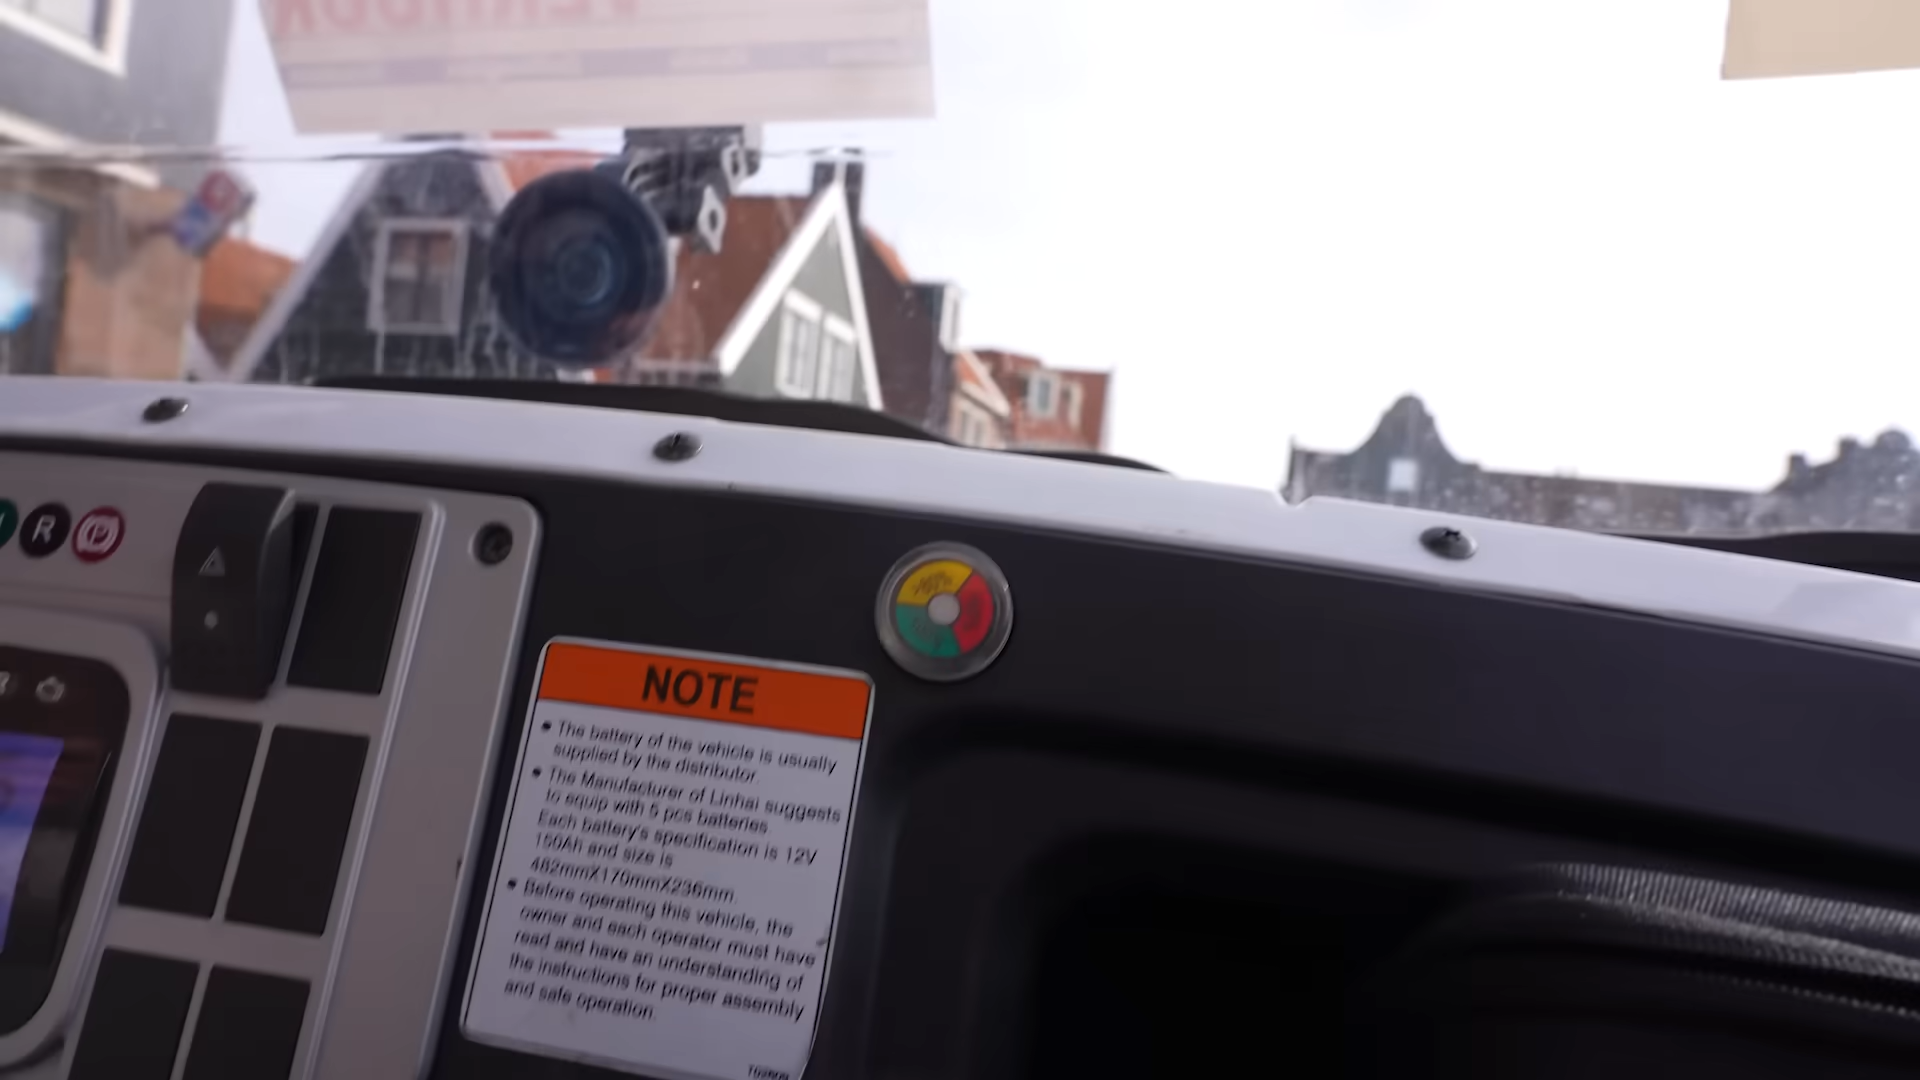 R
P
NOTE
• The battery of the vehicle is usually
supplied by the distributor.
• The Manufacturer of Linhai suggests
to equip with 5 pcs batteries.
Each battery's specification is 12V
150Ah and size is
482mmX170mmX236mm.
• Before operating this vehicle, the
owner and each operator must have
read and have an understanding of
the instructions for proper assembly
and safe operation.